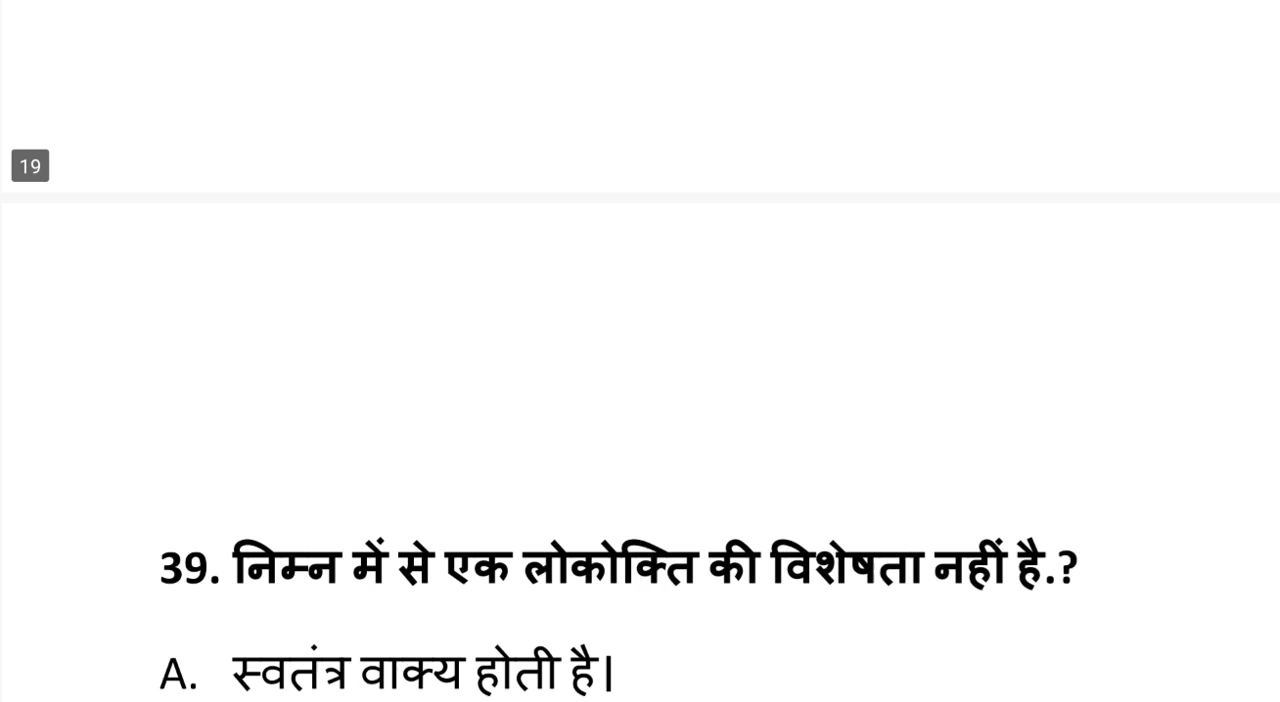 19
39. निम्न में से एक लोकोक्ति की विशेषता नहीं है.?
A. स्वतंत्र वाक्य होती है।